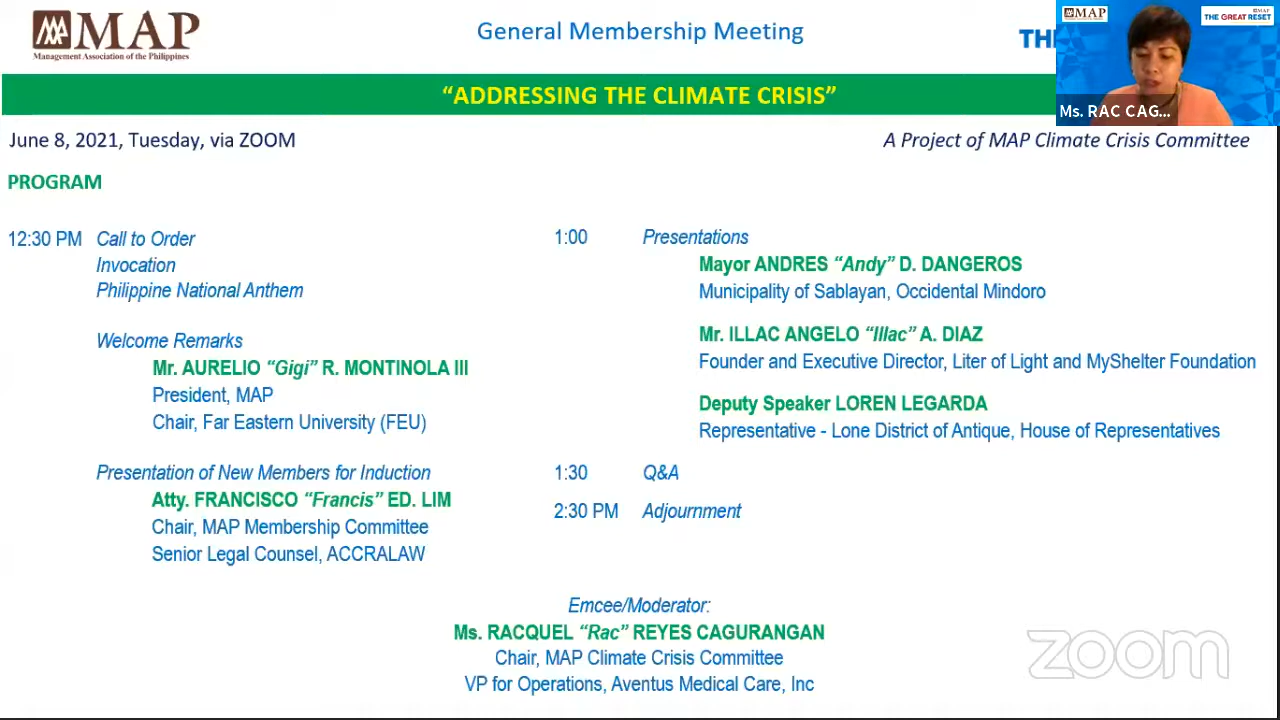 MAP
Management Association of the Philippines
General Membership Meeting
MAP
MAP
THE GREAT RESET
Ms. RAC CAG...
“ADDRESSING THE CLIMATE CRISIS”
June 8, 2021, Tuesday, via ZOOM
A Project of MAP Climate Crisis Committee
PROGRAM
12:30 PM Call to Order
Invocation
Philippine National Anthem
Welcome Remarks
Mr. AURELIO “Gigi” R. MONTINOLA III
President, MAP
Chair, Far Eastern University (FEU)
Presentation of New Members for Induction
Atty. FRANCISCO “Francis” ED. LIM
Chair, MAP Membership Committee
Senior Legal Counsel, ACCRALAW
1:00 Presentations
Mayor ANDRES “Andy” D. DANGEROS
Municipality of Sablayan, Occidental Mindoro
Mr. ILLAC ANGELO “Illac” A. DIAZ
Founder and Executive Director, Liter of Light and MyShelter Foundation
Deputy Speaker LOREN LEGARDA
Representative - Lone District of Antique, House of Representatives
1:30 Q&A
2:30 PM Adjournment
Emcee/Moderator:
Ms. RACQUEL “Rac” REYES CAGURANGAN
Chair, MAP Climate Crisis Committee
VP for Operations, Aventus Medical Care, Inc
zoom